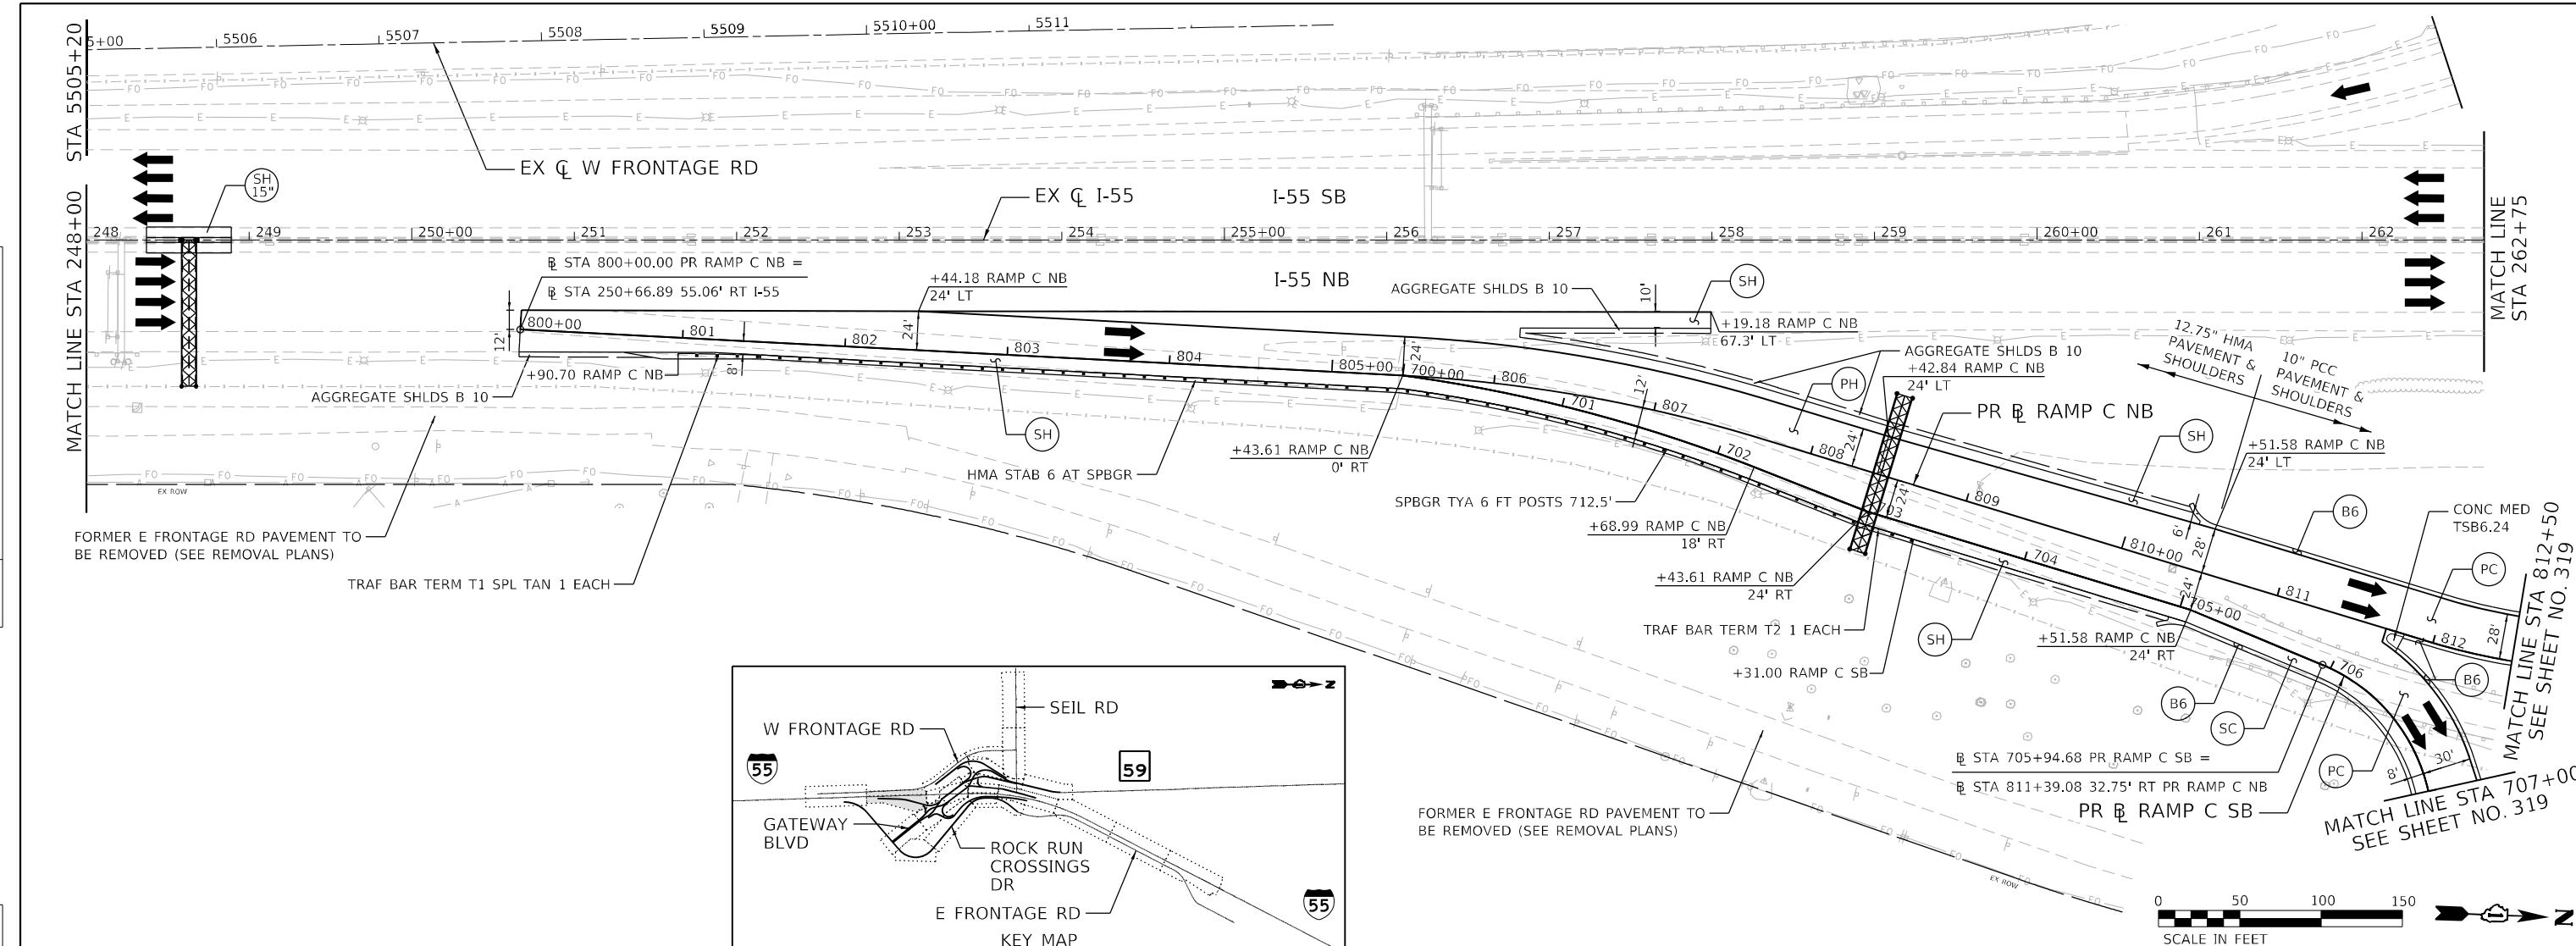 5+00 5506 5507 5508 5509 5510+00 5511
STA 5505+20
MATCH LINE STA 248+00
EX ℄ W FRONTAGE RD
SH
15"
EX ℄ I-55
I-55 SB
248 249 250+00 251 252 253 254 255+00 256 257 258 259 260+00 261 262
I-55 NB
MATCH LINE
STA 262+75
B STA 800+00.00 PR RAMP C NB =
B STA 250+66.89 55.06' RT I-55
+44.18 RAMP C NB
24' LT
AGGREGATE SHLDS B 10
10'
SH
+19.18 RAMP C NB
67.3' LT
12'
800+00 801 802 803 804 805+00 806 807 808 809 810+00 811 812
24'
8'
24'
12'
24'
24'
+90.70 RAMP C NB
AGGREGATE SHLDS B 10
SH
HMA STAB 6 AT SPBGR
+43.61 RAMP C NB
0' RT
700+00 701 702 703 704 705+00 706
PH
AGGREGATE SHLDS B 10
+42.84 RAMP C NB
24' LT
PR B RAMP C NB
12.75" HMA
PAVEMENT &
SHOULDERS
10" PCC
PAVEMENT &
SHOULDERS
SH
+51.58 RAMP C NB
24' LT
EX ROW
FORMER E FRONTAGE RD PAVEMENT TO
BE REMOVED (SEE REMOVAL PLANS)
TRAF BAR TERM T1 SPL TAN 1 EACH
SPBGR TYA 6 FT POSTS 712.5'
+68.99 RAMP C NB
18' RT
+43.61 RAMP C NB
24' RT
TRAF BAR TERM T2 1 EACH
+31.00 RAMP C SB
SH
6'
28'
24'
B6
CONC MED
TSB6.24
PC
28'
MATCH LINE STA 812+50
SEE SHEET NO. 319
+51.58 RAMP C NB
24' RT
B6
B6
SC
B STA 705+94.68 PR RAMP C SB =
B STA 811+39.08 32.75' RT PR RAMP C NB
PR B RAMP C SB
PC
8'
30'
MATCH LINE STA 707+00
SEE SHEET NO. 319
FORMER E FRONTAGE RD PAVEMENT TO
BE REMOVED (SEE REMOVAL PLANS)
EX ROW
N
SEIL RD
W FRONTAGE RD
55
59
GATEWAY
BLVD
ROCK RUN
CROSSINGS
DR
E FRONTAGE RD
55
KEY MAP
0 50 100 150
SCALE IN FEET
N